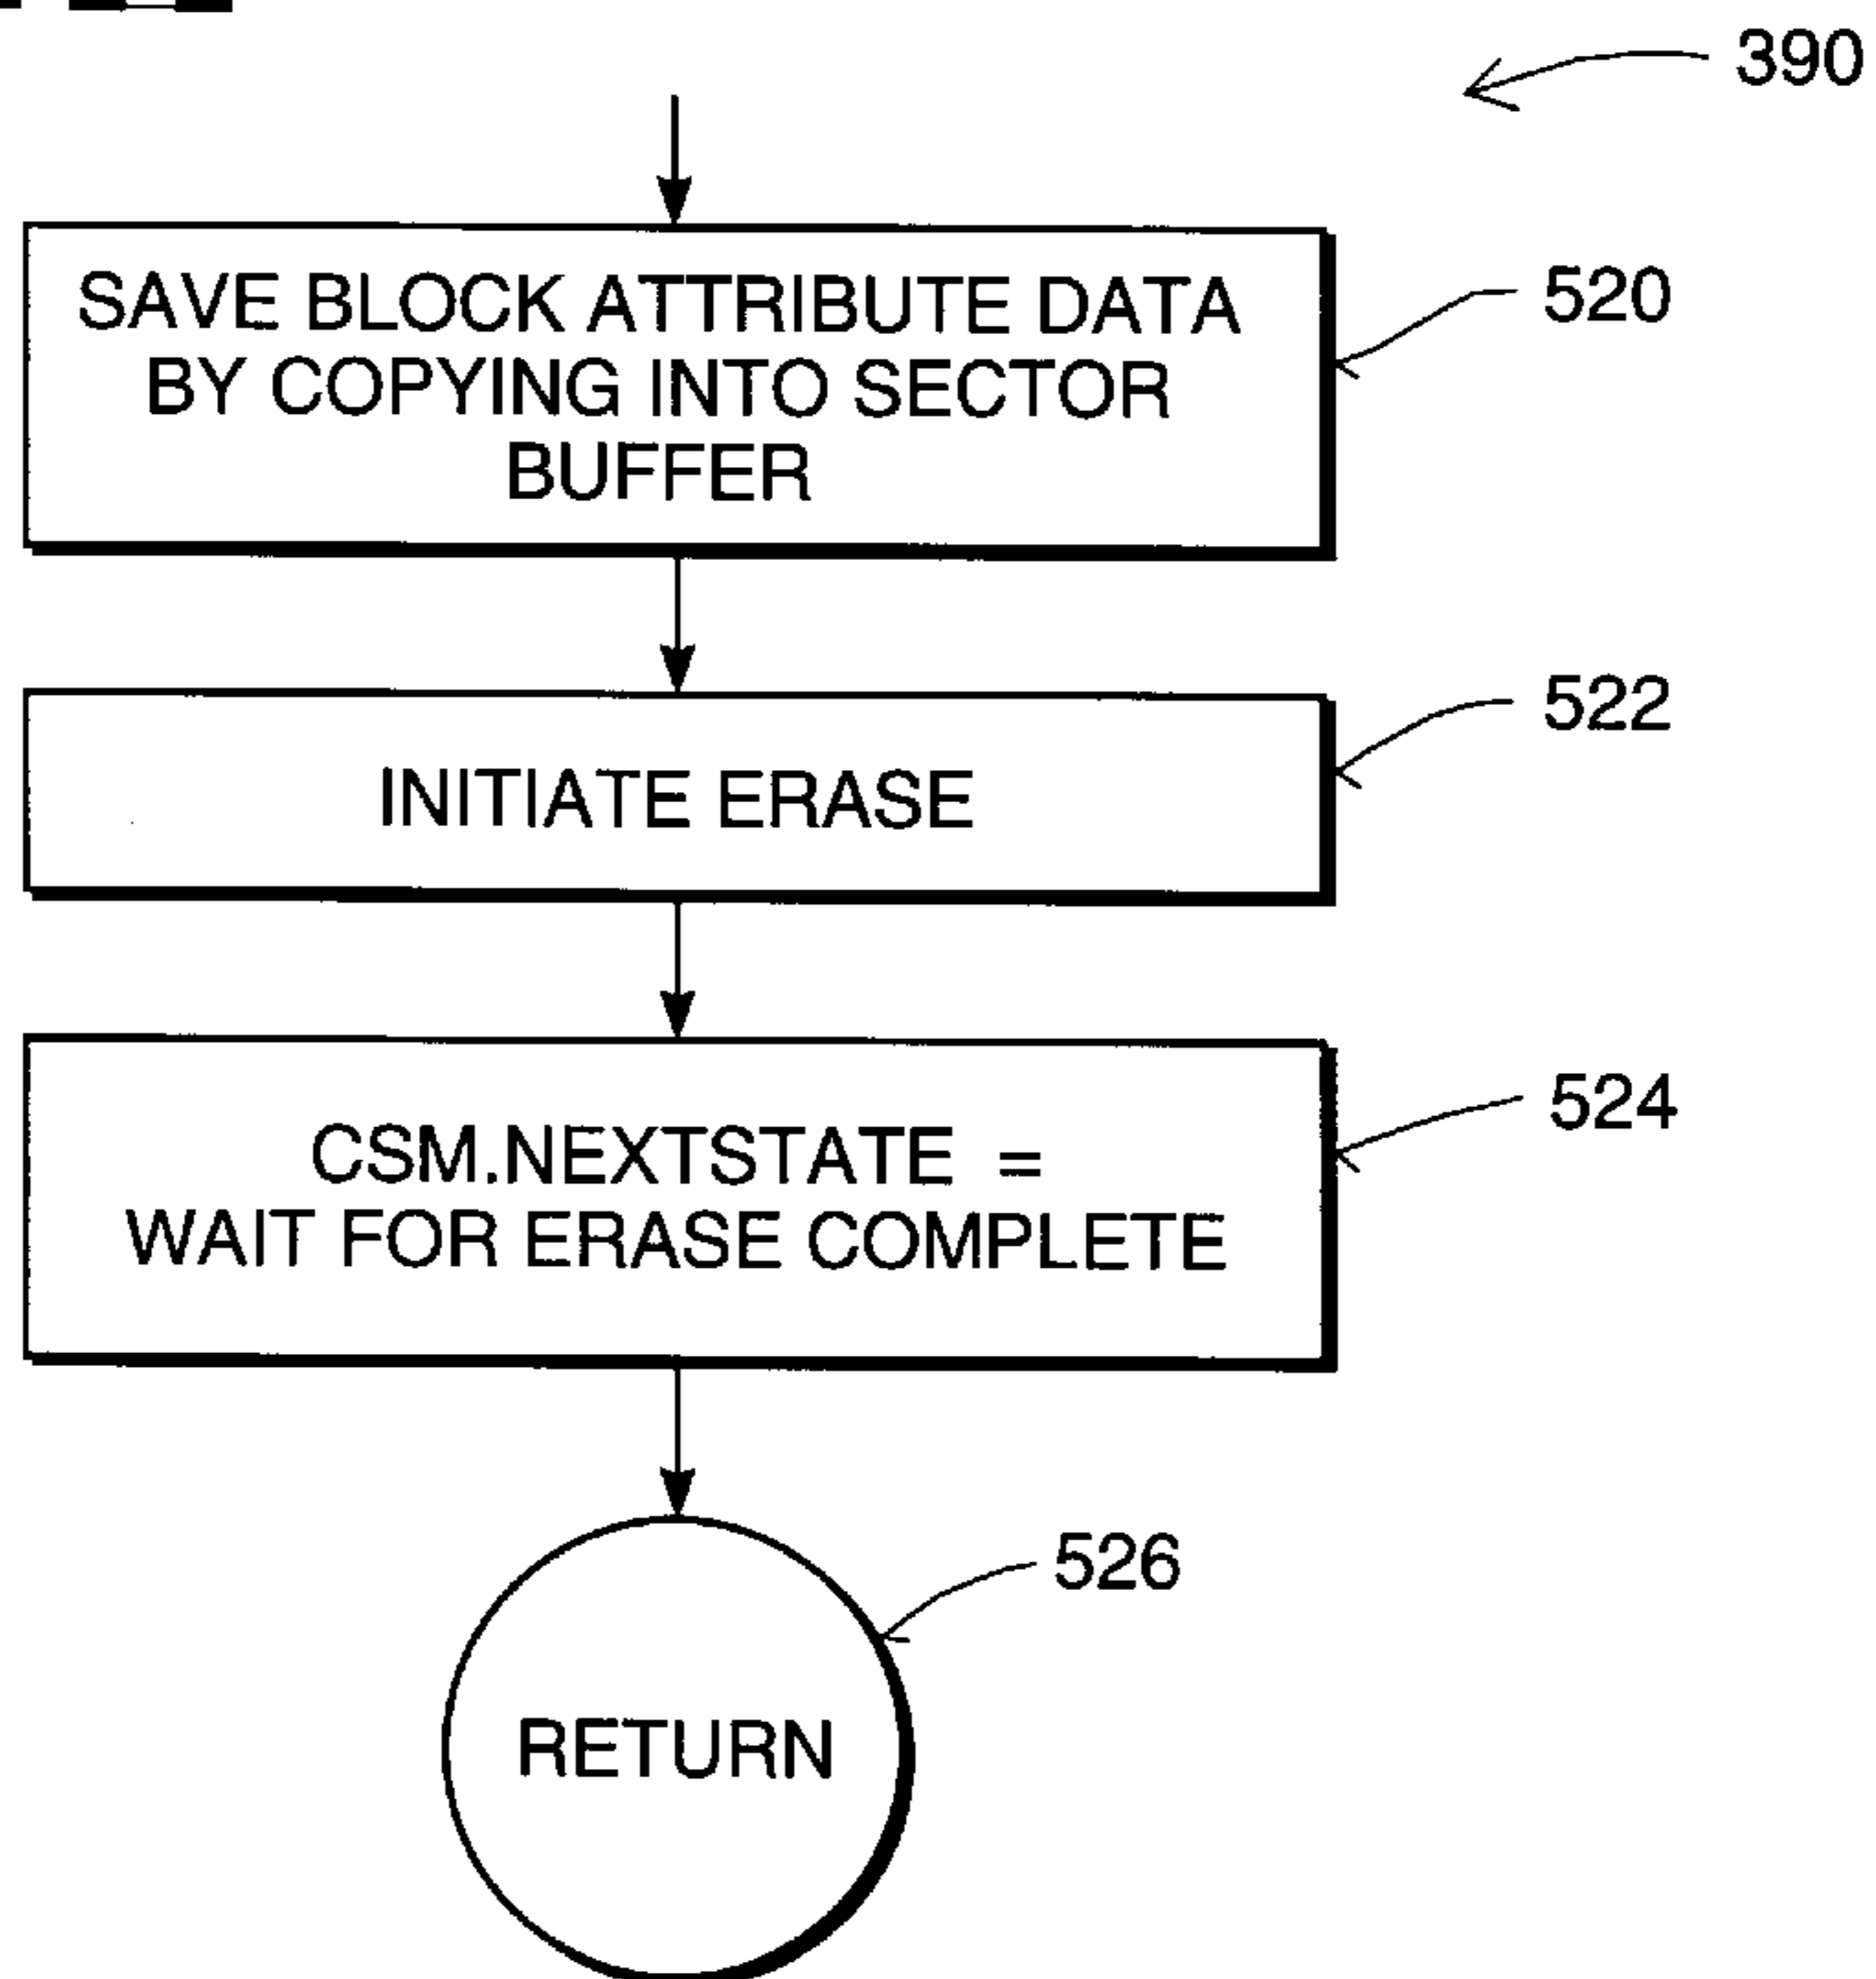 390
SAVE BLOCK ATTRIBUTE DATA
BY COPYING INTO SECTOR
BUFFER
520
INITIATE ERASE
522
CSM.NEXTSTATE =
WAIT FOR ERASE COMPLETE
524
RETURN
526